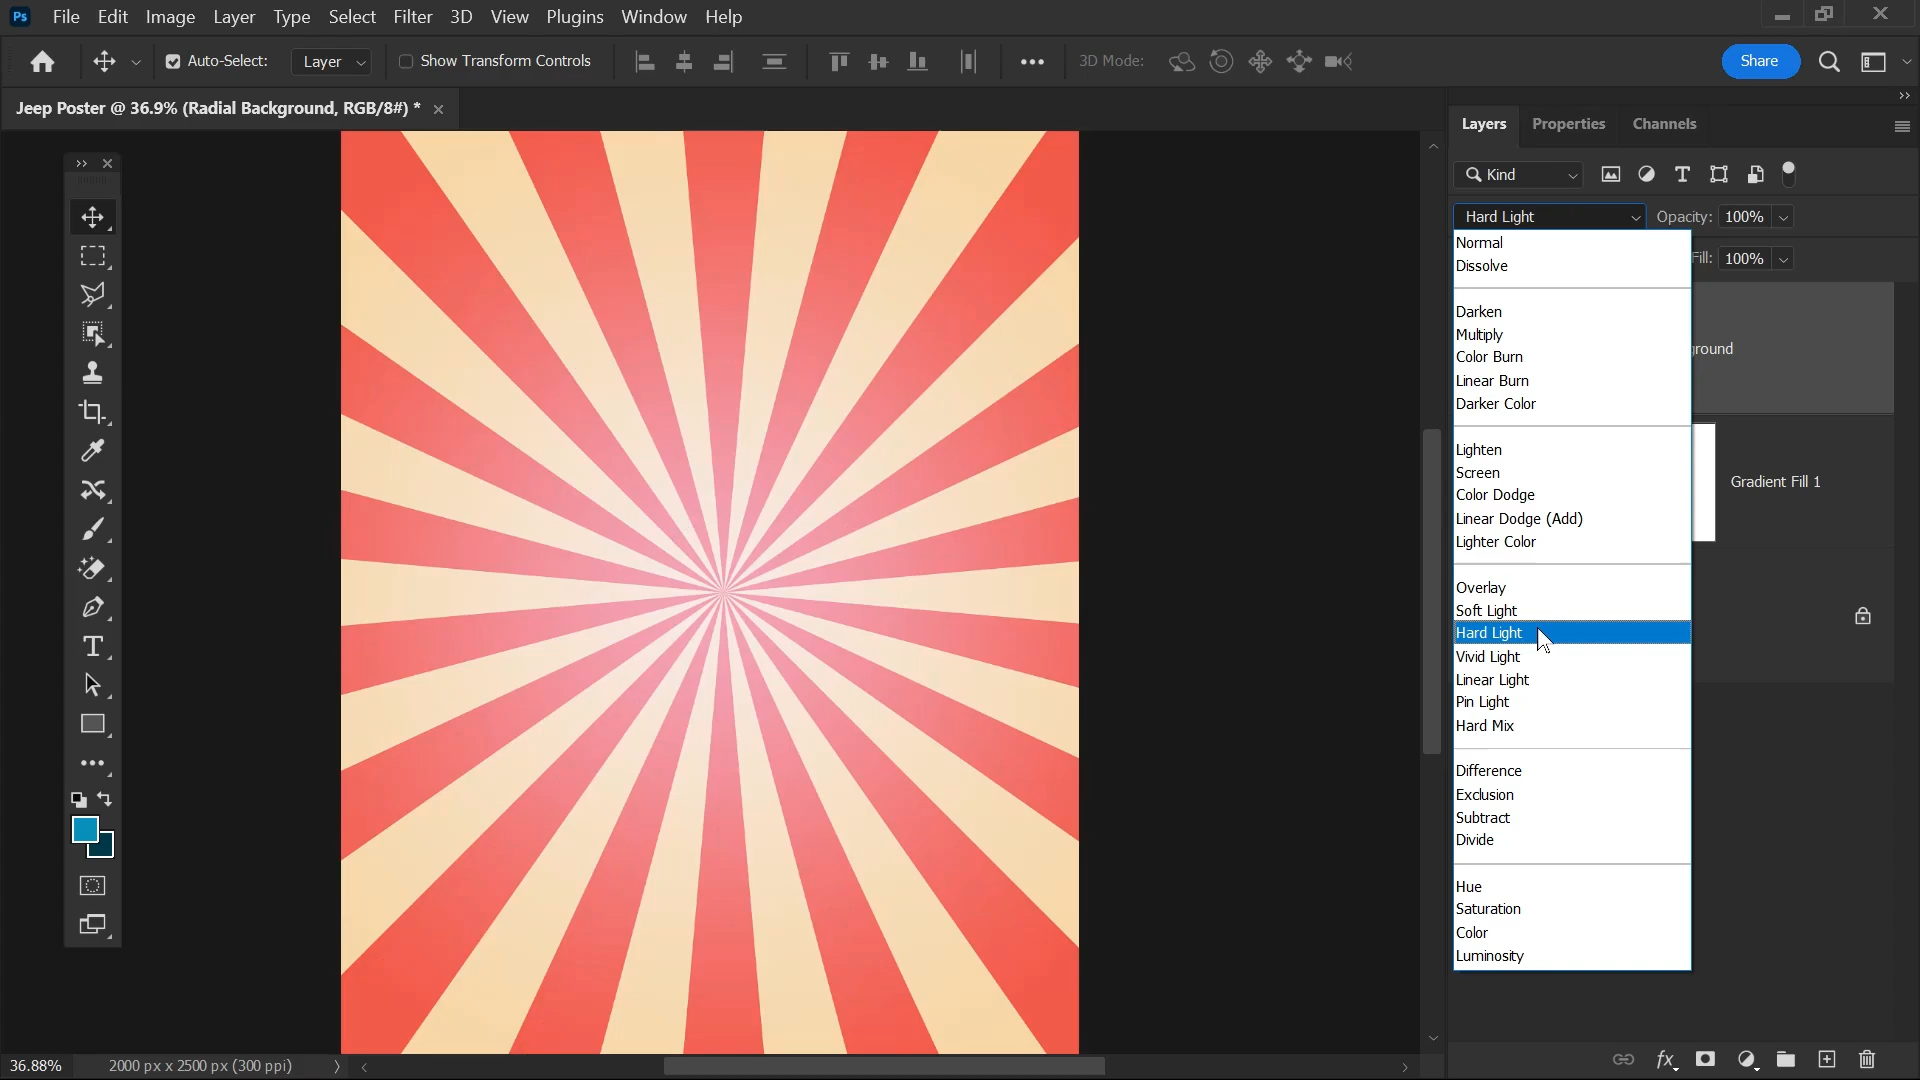 Ps File Edit Image Layer Type Select Filter 3D View Plugins Window Help
Auto-Select: Layer Show Transform Controls 3D Mode: Share
Jeep Poster @ 36.9% (Radial Background, RGB/8#) *
Layers Properties Channels
Kind
Hard Light Opacity: 100%
Fill: 100%
Normal
Dissolve
Darken
Multiply
Color Burn
Linear Burn
Darker Color
Lighten
Screen
Color Dodge
Linear Dodge (Add)
Lighter Color
Overlay
Soft Light
Hard Light
Vivid Light
Linear Light
Pin Light
Hard Mix
Difference
Exclusion
Subtract
Divide
Hue
Saturation
Color
Luminosity
ground
Gradient Fill 1
36.88% 2000 px x 2500 px (300 ppi)
fx